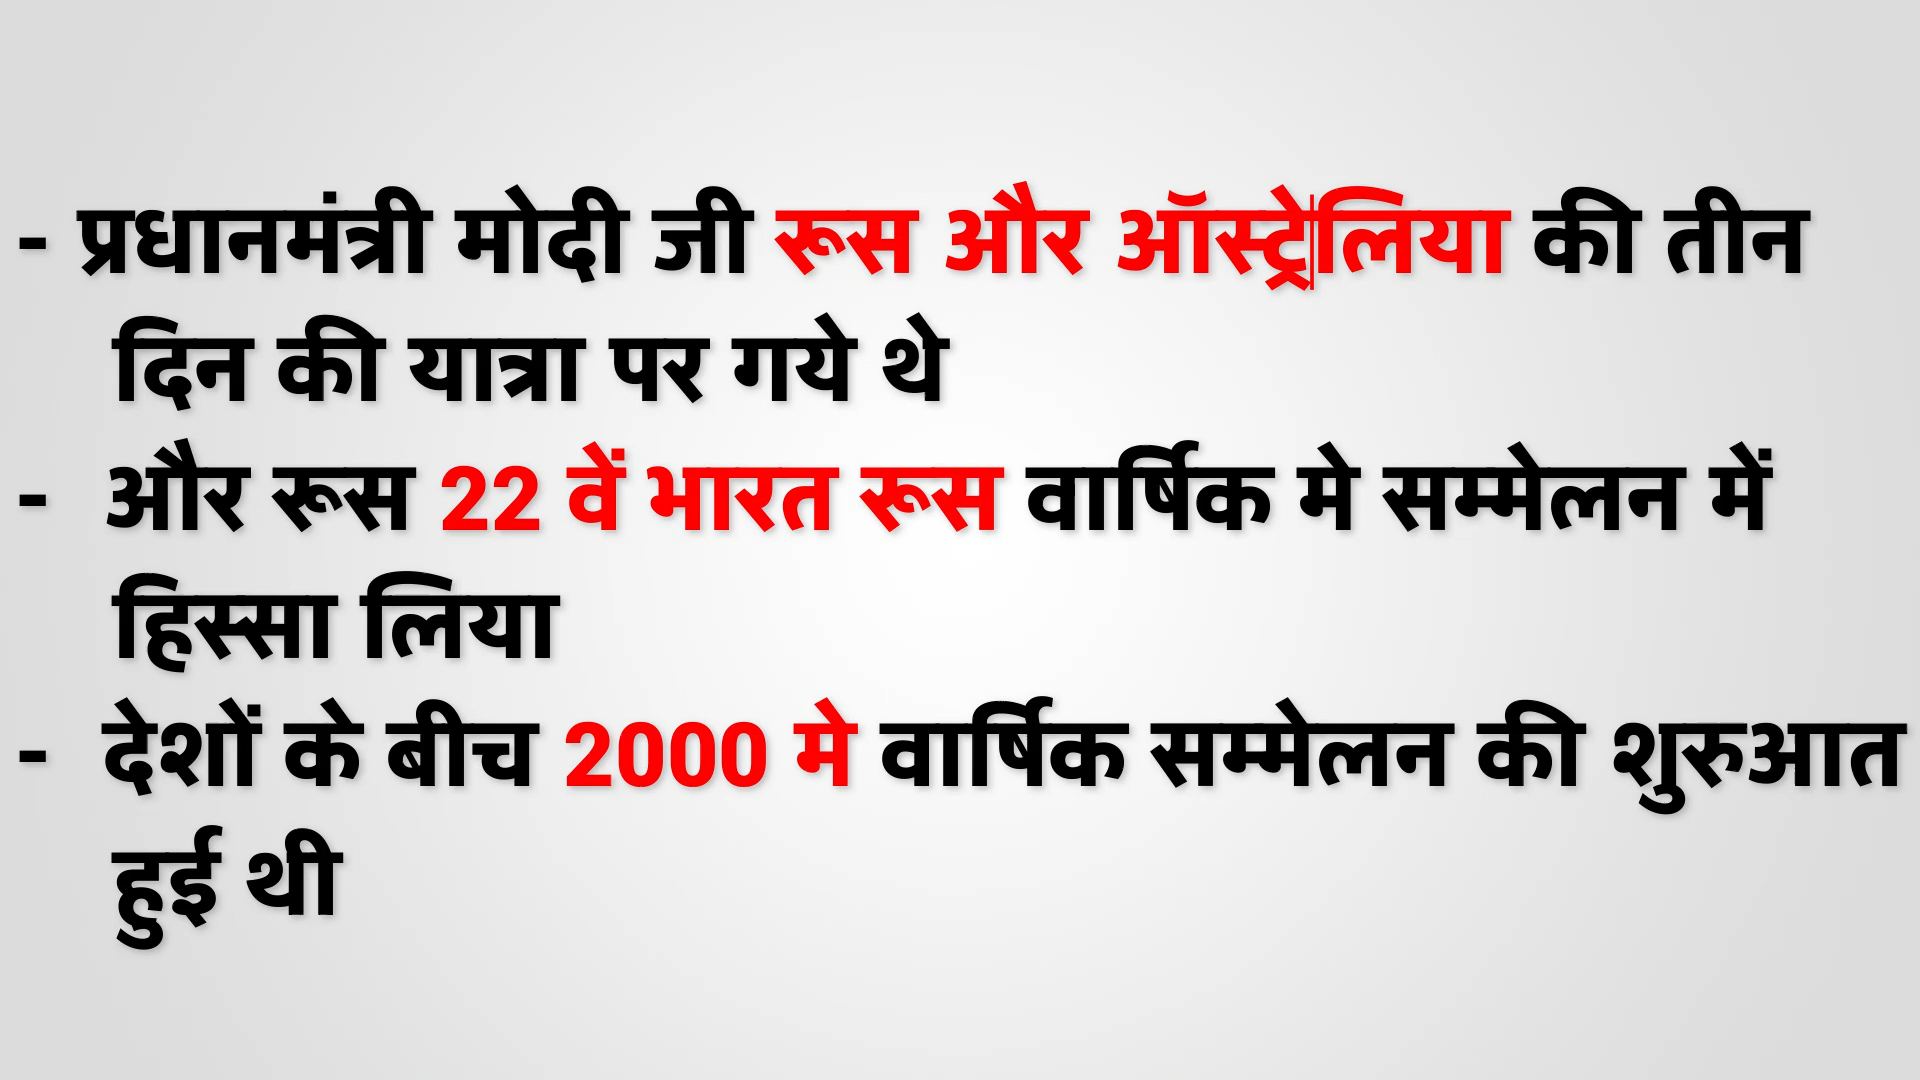 - प्रधानमंत्री मोदी जी रूस और ऑस्ट्रेलिया की तीन
दिन की यात्रा पर गये थे
- और रूस 22 वें भारत रूस वार्षिक मे सम्मेलन में
हिस्सा लिया
- देशों के बीच 2000 मे वार्षिक सम्मेलन की शुरुआत
हुई थी